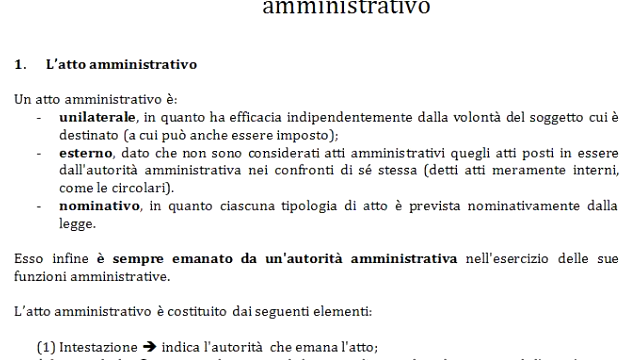 amministrativo
1. L'atto amministrativo
Un atto amministrativo è:
- unilaterale, in quanto ha efficacia indipendentemente dalla volontà del soggetto cui è
destinato (a cui può anche essere imposto);
- esterno, dato che non sono considerati atti amministrativi quegli atti posti in essere
dall'autorità amministrativa nei confronti di sé stessa (detti atti meramente interni,
come le circolari).
- nominativo, in quanto ciascuna tipologia di atto è prevista nominativamente dalla
legge.
Esso infine è sempre emanato da un'autorità amministrativa nell'esercizio delle sue
funzioni amministrative.
L'atto amministrativo è costituito dai seguenti elementi:
(1) Intestazione ➔ indica l'autorità che emana l'atto;